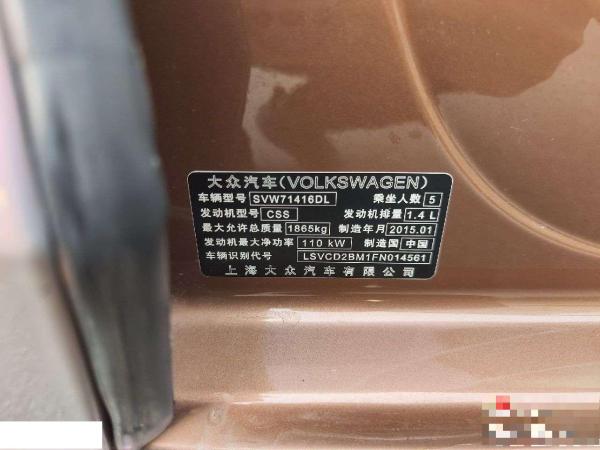 大众汽车(VOLKSWAGEN)
车辆型号 SVW71416DL 乘坐人数 5
发动机型号 CSS 发动机排量 1.4 L
最大允许总质量 1865kg 制造年月 2015.01
发动机最大净功率 110 kW 制造国 中国
车辆识别代号 LSVCD2BM1FN014561
上海大众汽车有限公司